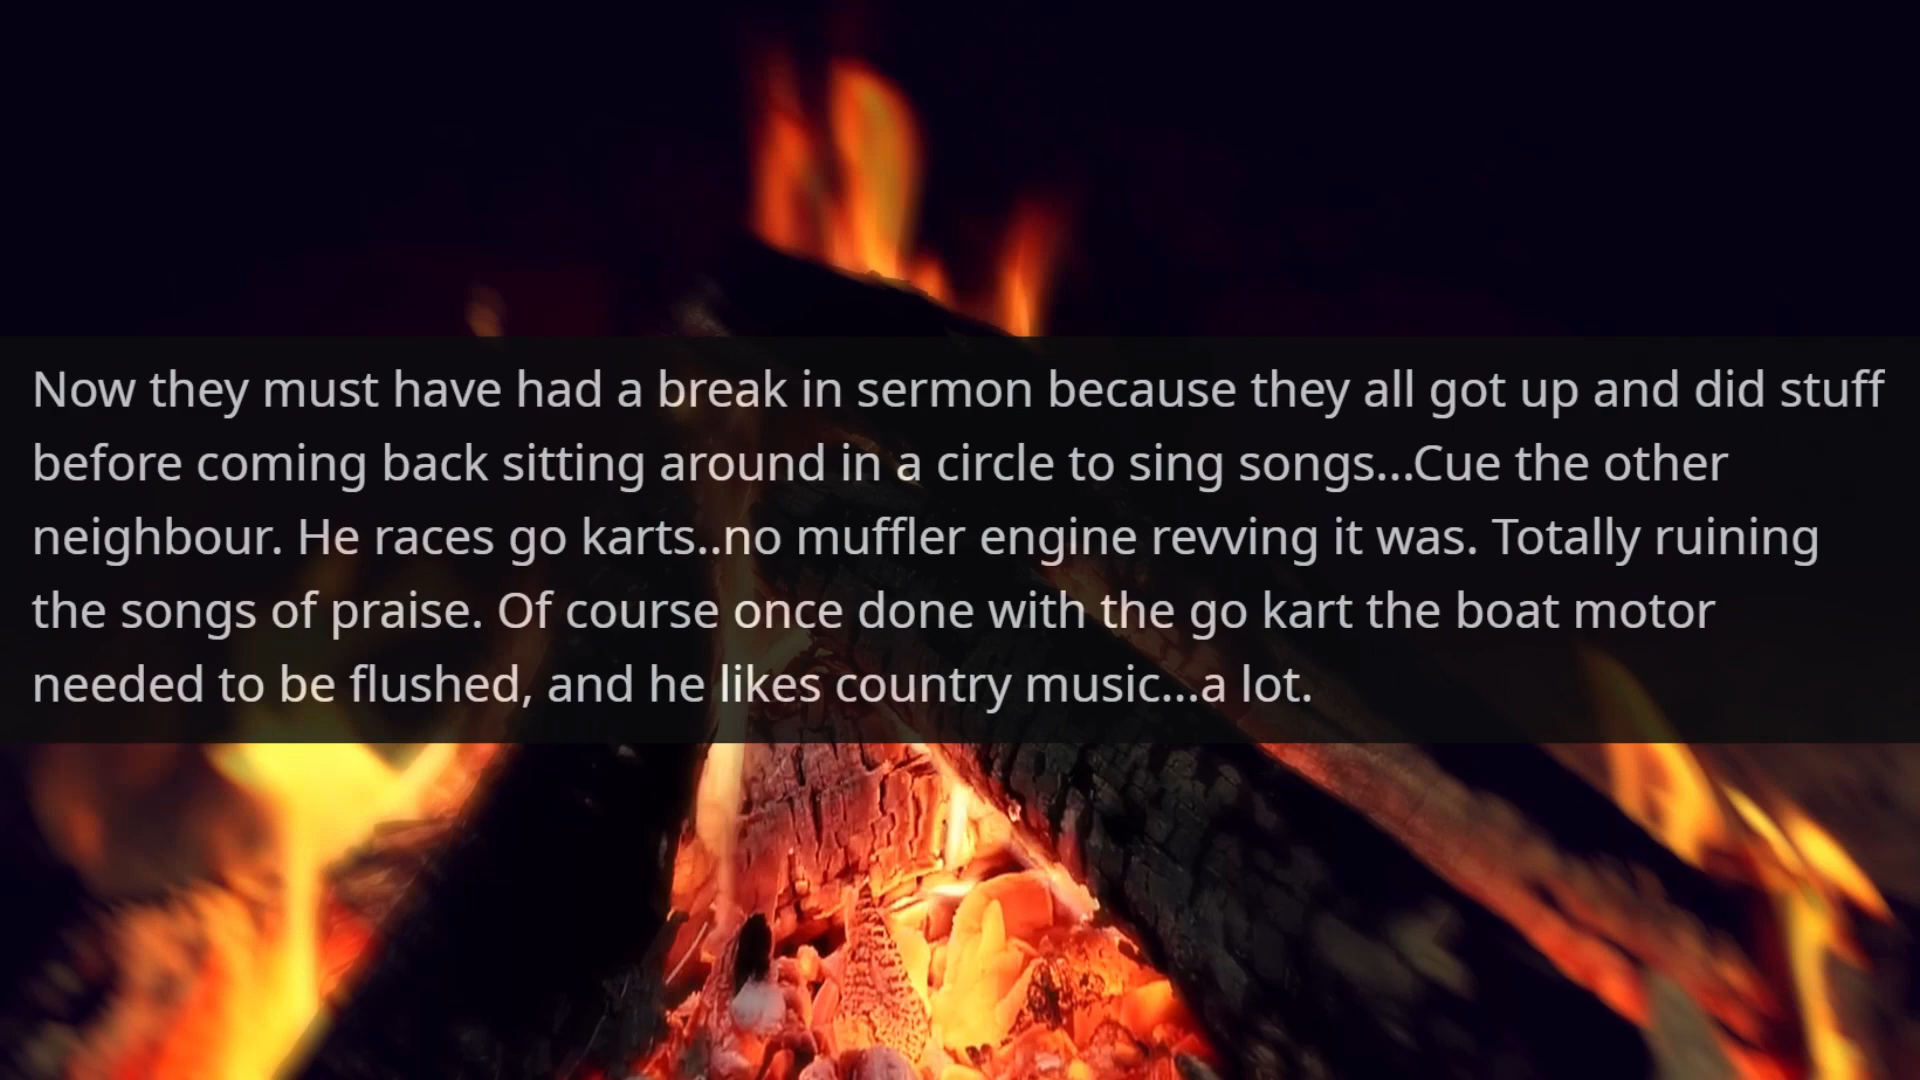 Now they must have had a break in sermon because they all got up and did stuff
before coming back sitting around in a circle to sing songs...Cue the other
neighbour. He races go karts..no muffler engine revving it was. Totally ruining
the songs of praise. Of course once done with the go kart the boat motor
needed to be flushed, and he likes country music...a lot.